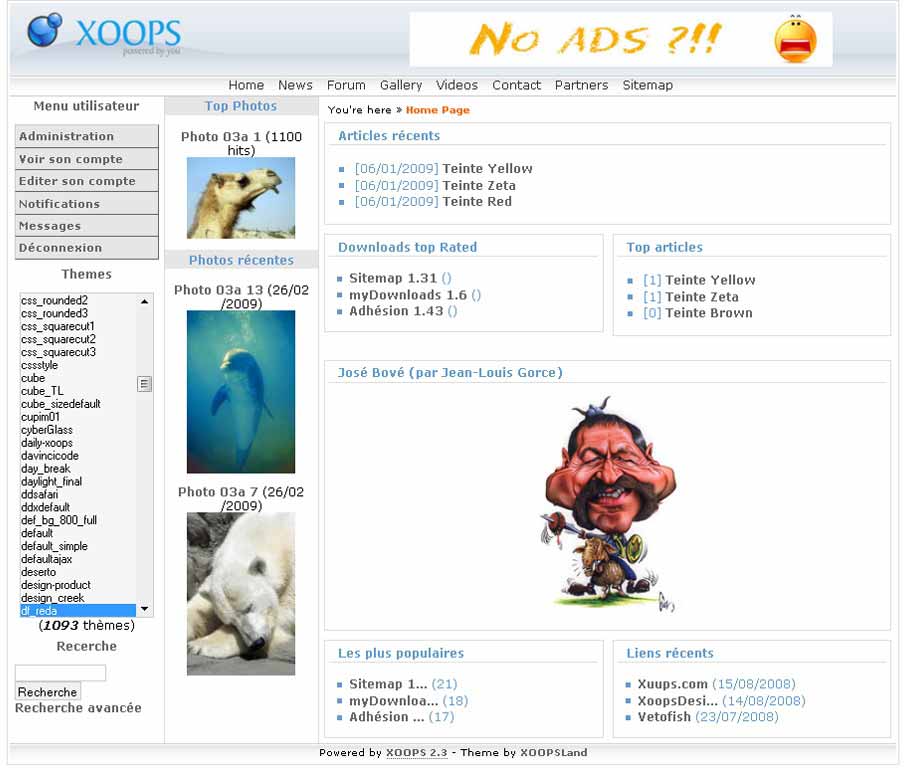 XOOPS
powered by you
No ADS ?!!
Home News Forum Gallery Videos Contact Partners Sitemap
Menu utilisateur
Administration
Voir son compte
Editer son compte
Notifications
Messages
Déconnexion
Themes
css_rounded2
css_rounded3
css_squarecut1
css_squarecut2
css_squarecut3
cssstyle
cube
cube_TL
cube_sizedefault
cupim01
cyberGlass
daily-xoops
davincicode
day_break
daylight_final
ddsafari
ddxdefault
def_bg_800_full
default
default_simple
defaultajax
deserto
design-product
design_creek
df_reda
(1093 thèmes)
Recerche
Recherche
Recherche avancée
Top Photos
Photo 03a 1 (1100
hits)
Photos récentes
Photo 03a 13 (26/02
/2009)
Photo 03a 7 (26/02
/2009)
You're here » Home Page
Articles récents
[06/01/2009] Teinte Yellow
[06/01/2009] Teinte Zeta
[06/01/2009] Teinte Red
Downloads top Rated
Sitemap 1.31 ()
myDownloads 1.6 ()
Adhésion 1.43 ()
Top articles
[1] Teinte Yellow
[1] Teinte Zeta
[0] Teinte Brown
José Bové (par Jean-Louis Gorce)
Les plus populaires
Sitemap 1... (21)
myDownloa... (18)
Adhésion ... (17)
Liens récents
Xuups.com (15/08/2008)
XoopsDesi... (14/08/2008)
Vetofish (23/07/2008)
Powered by XOOPS 2.3 - Theme by XOOPSLand